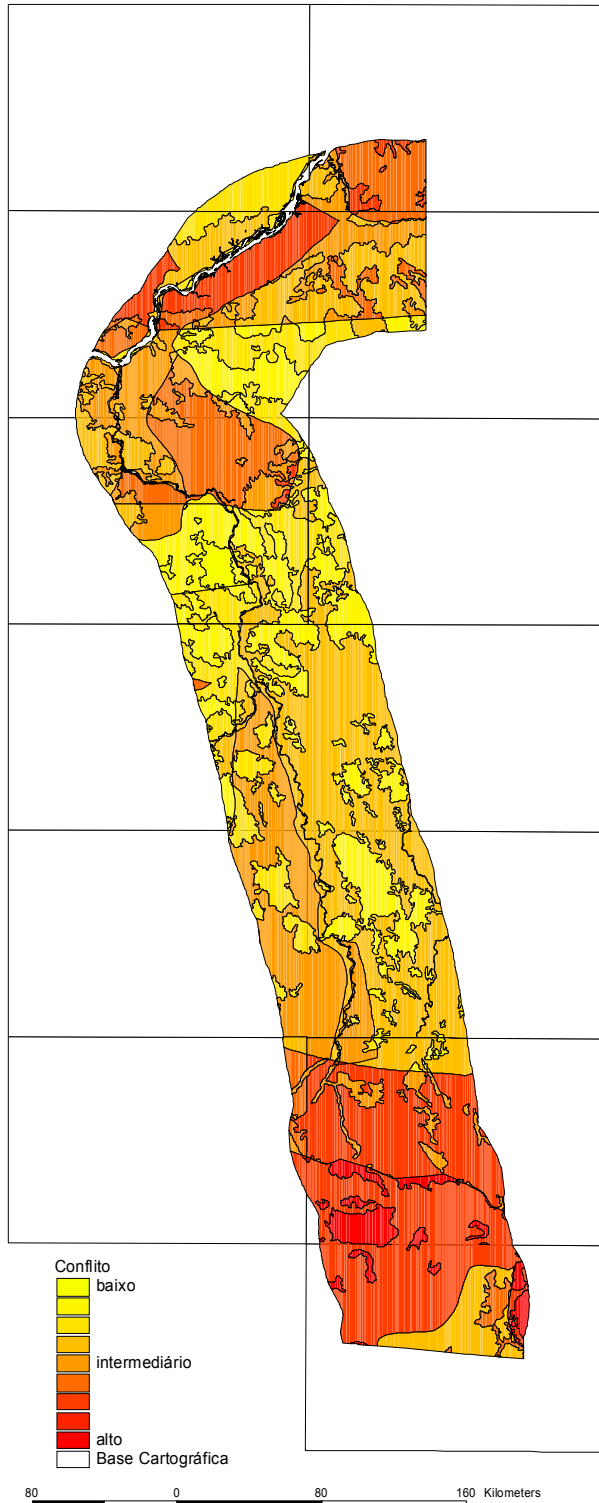 Conflito
baixo
intermediário
alto
Base Cartográfica
80 0 80 160 Kilometers